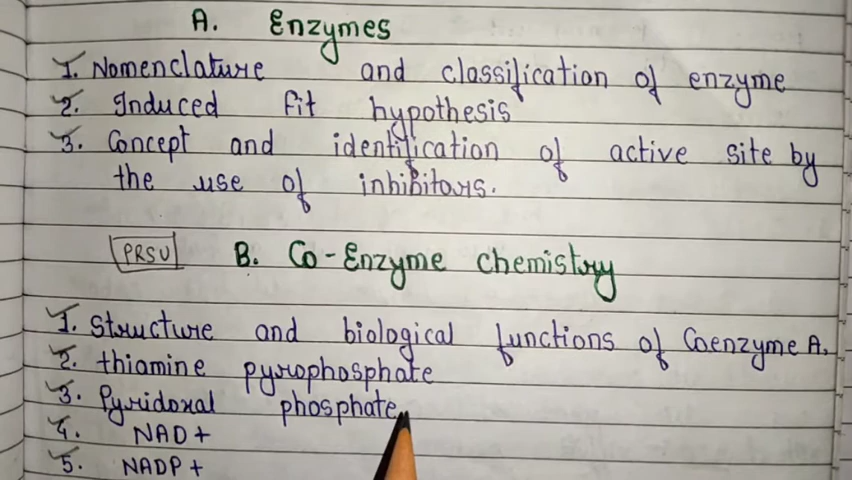 A. Enzymes
1. Nomenclature and classification of enzyme
2. Induced fit hypothesis
3. Concept and identification of active site by
the use of inhibitors.
PRSU B. Co-Enzyme chemistry
1. Structure and biological functions of Coenzyme A.
2. thiamine pyrophosphate
3. Pyridoxal phosphate
4. NAD+
5. NADP+